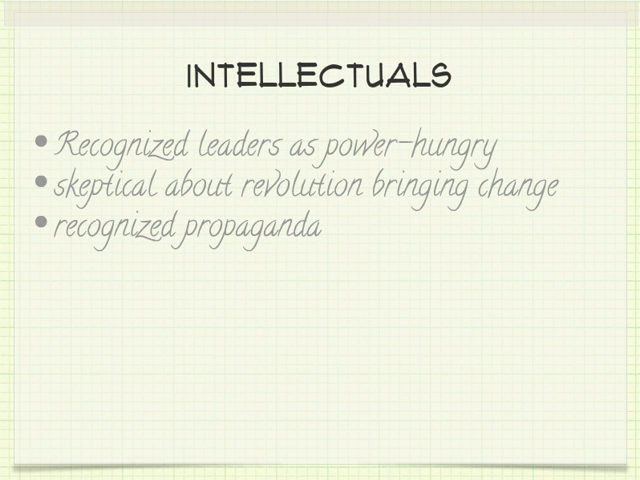 INTELLECTUALS
• Recognized leaders as power-hungry
• skeptical about revolution bringing change
• recognized propaganda